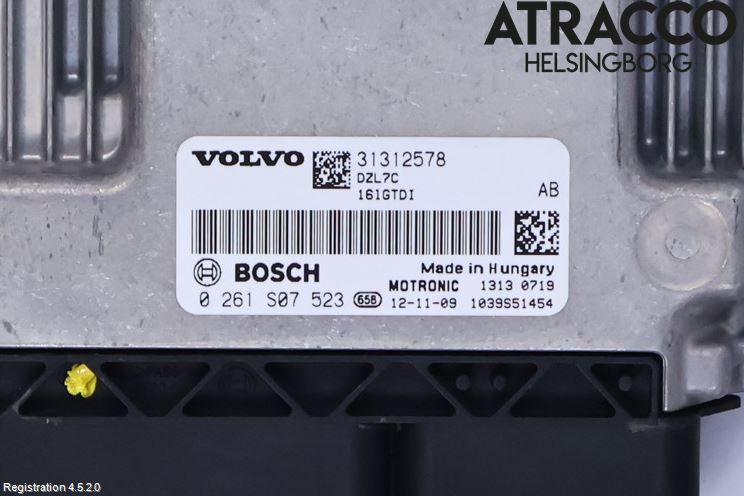 ATRACCO
HELSINGBORG
VOLVO 31312578
DZL7C
161GTDI AB
BOSCH Made in Hungary
MOTRONIC 1313 0719
0 261 S07 523 658 12-11-09 1039S51454
Registration 4.5.2.0